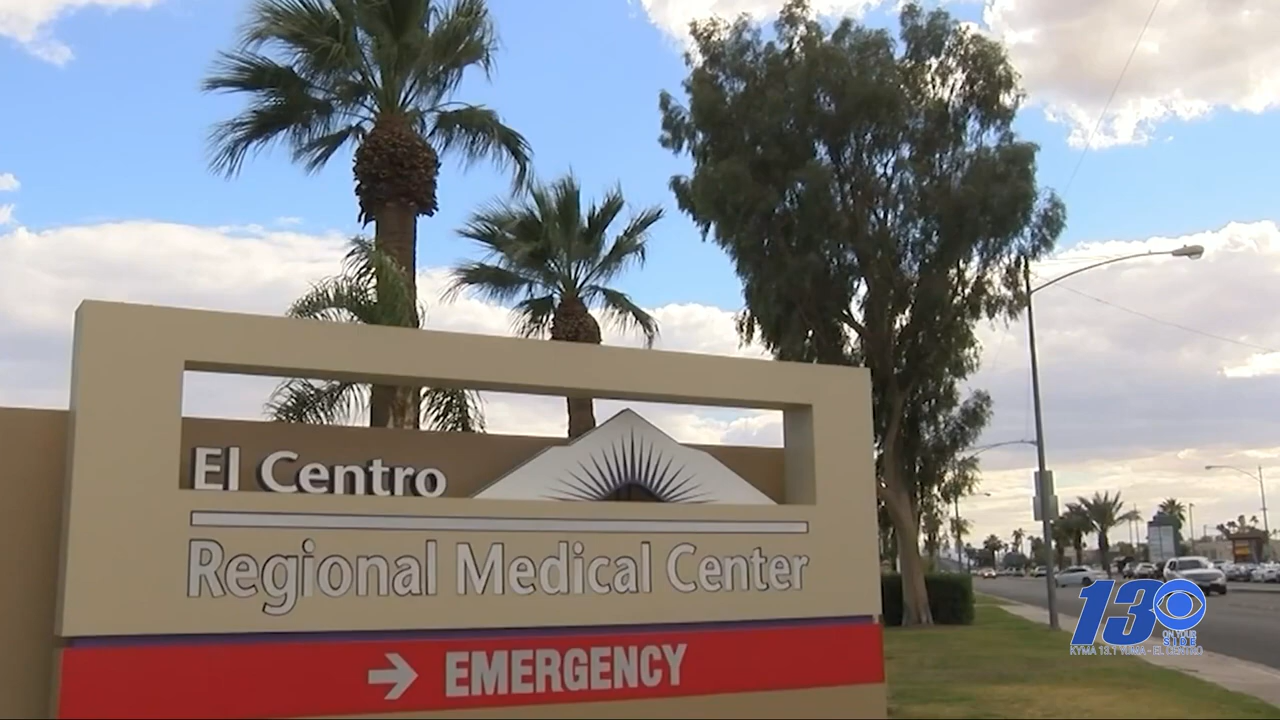 El Centro
Regional Medical Center
→ EMERGENCY
13
ON YOUR
SIDE
KYMA 13.1 YUMA - EL CENTRO